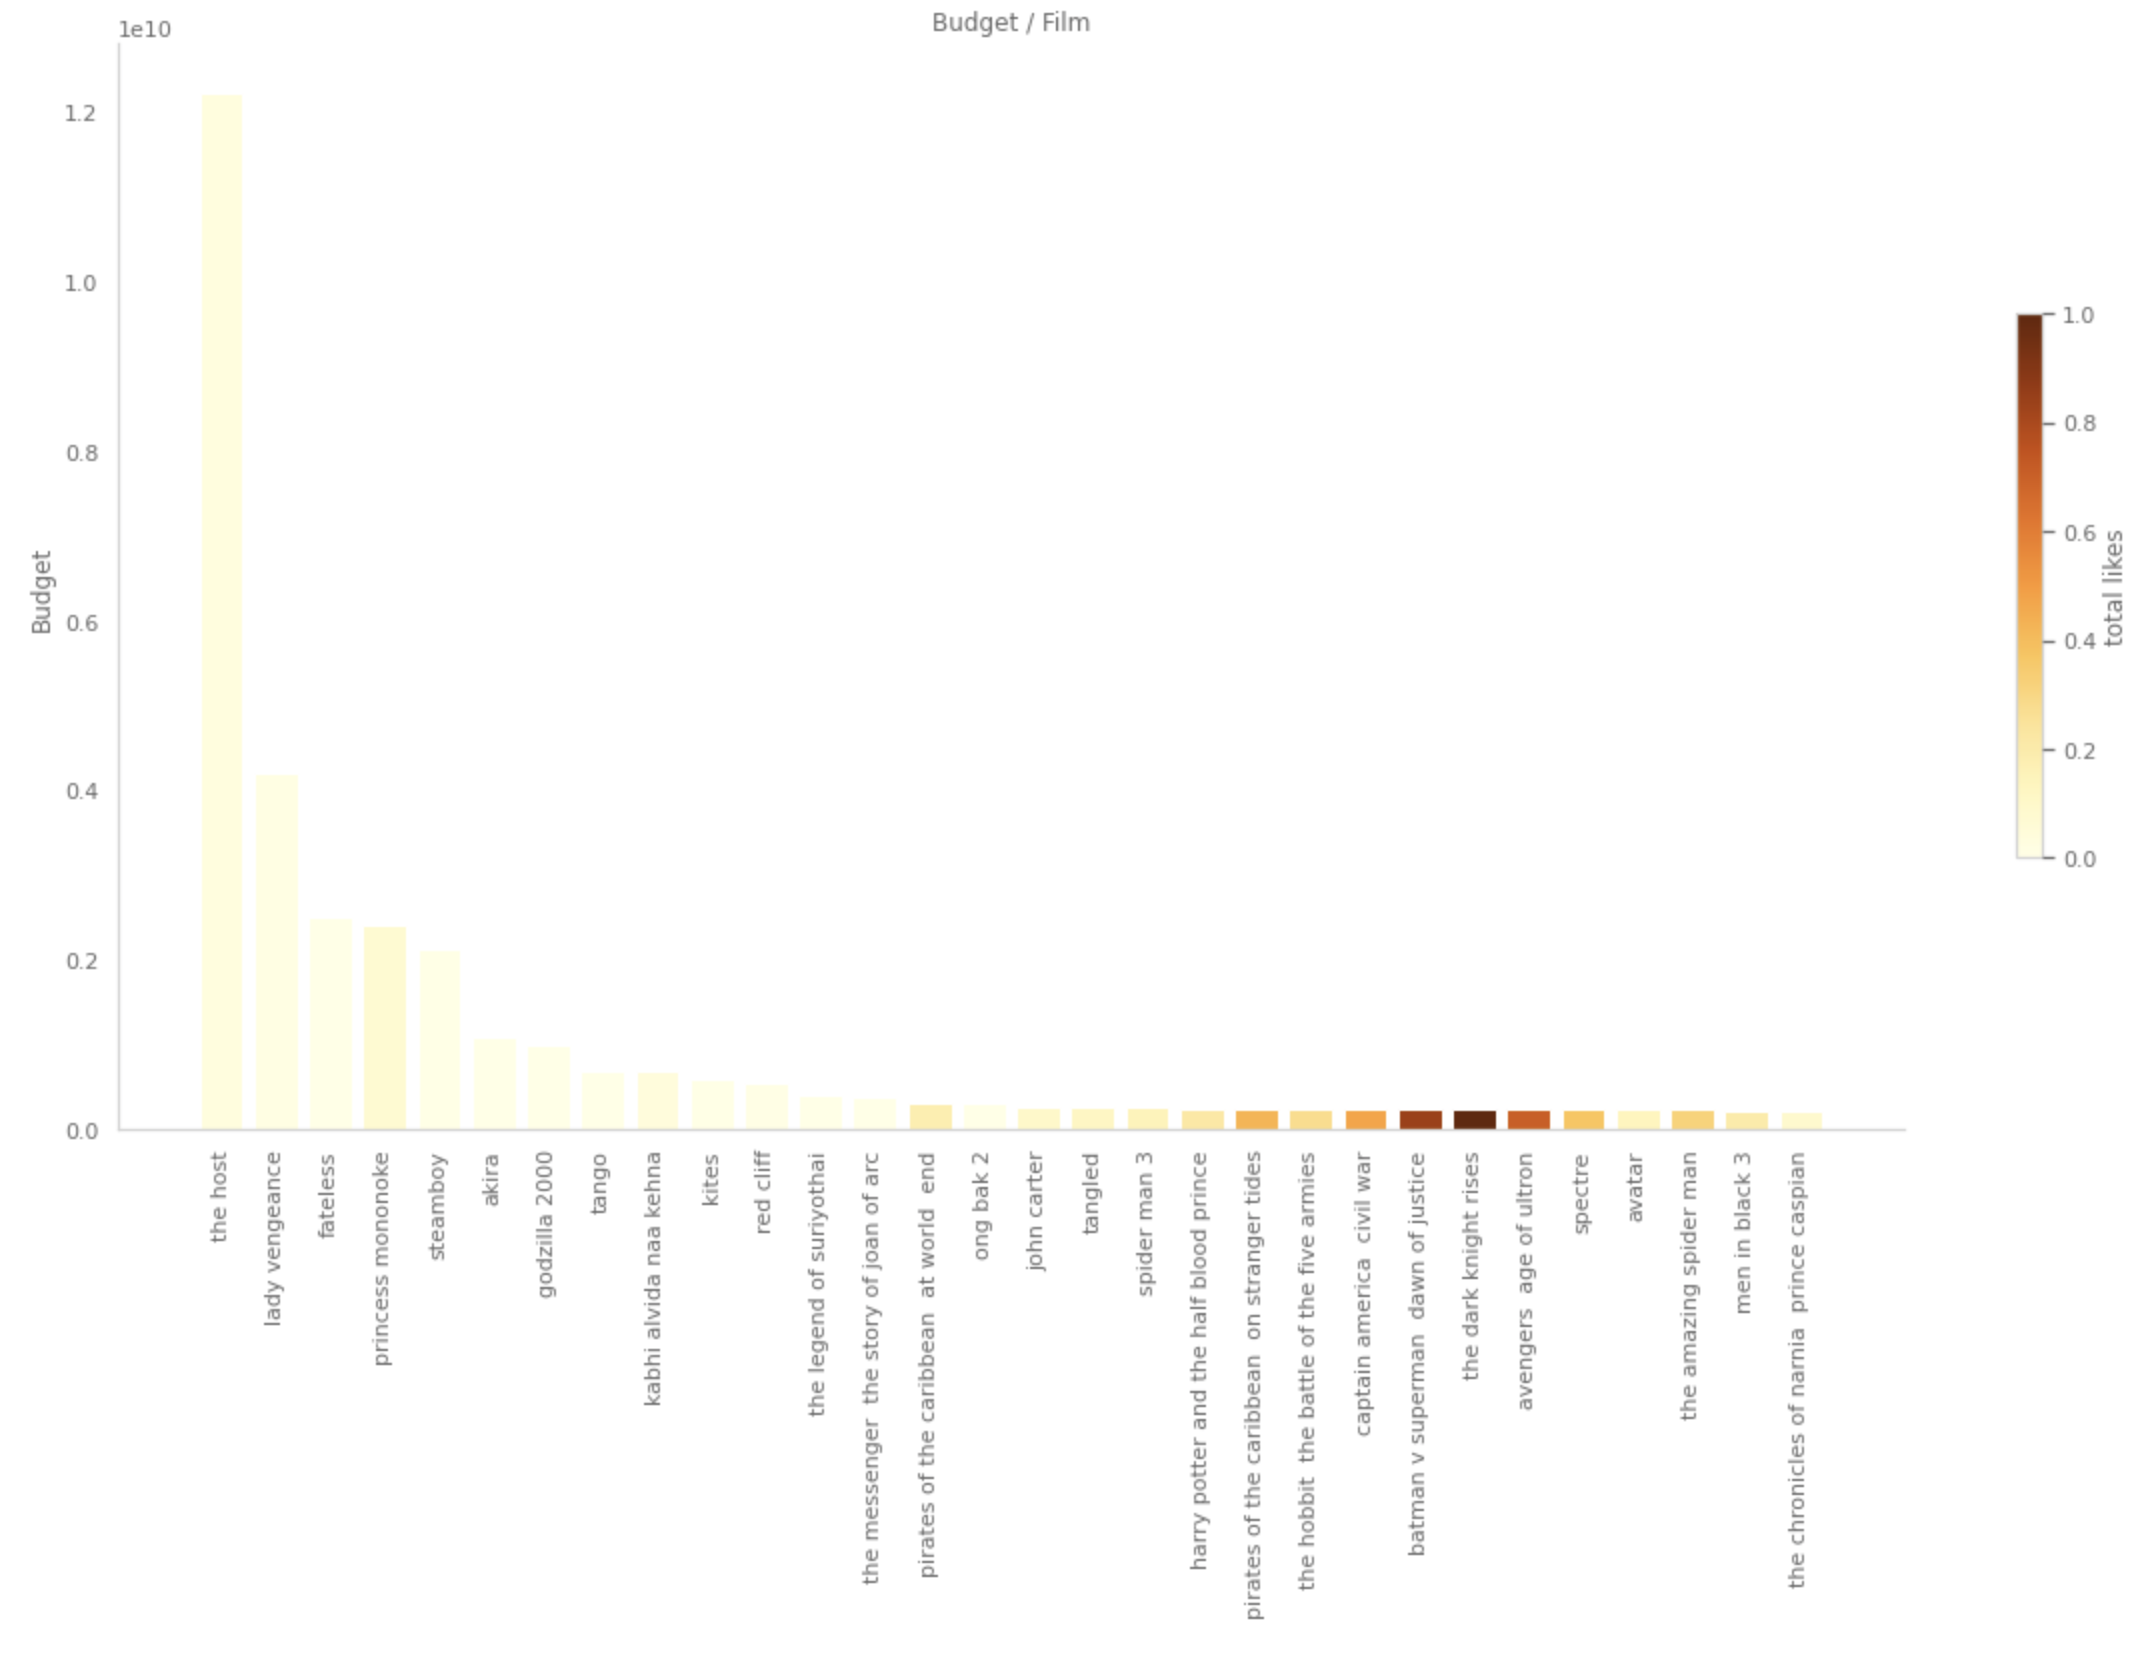 Budget / Film
1e10
1.2
1.0
0.8
0.6
0.4
0.2
0.0
Budget
the host
lady vengeance
fateless
princess mononoke
steamboy
akira
godzilla 2000
tango
kabhi alvida naa kehna
kites
red cliff
the legend of suriyothai
the messenger  the story of joan of arc
pirates of the caribbean  at world  end
ong bak 2
john carter
tangled
spider man 3
harry potter and the half blood prince
pirates of the caribbean  on stranger tides
the hobbit  the battle of the five armies
captain america  civil war
batman v superman  dawn of justice
the dark knight rises
avengers  age of ultron
spectre
avatar
the amazing spider man
men in black 3
the chronicles of narnia  prince caspian
1.0
0.8
0.6
0.4
0.2
0.0
total likes